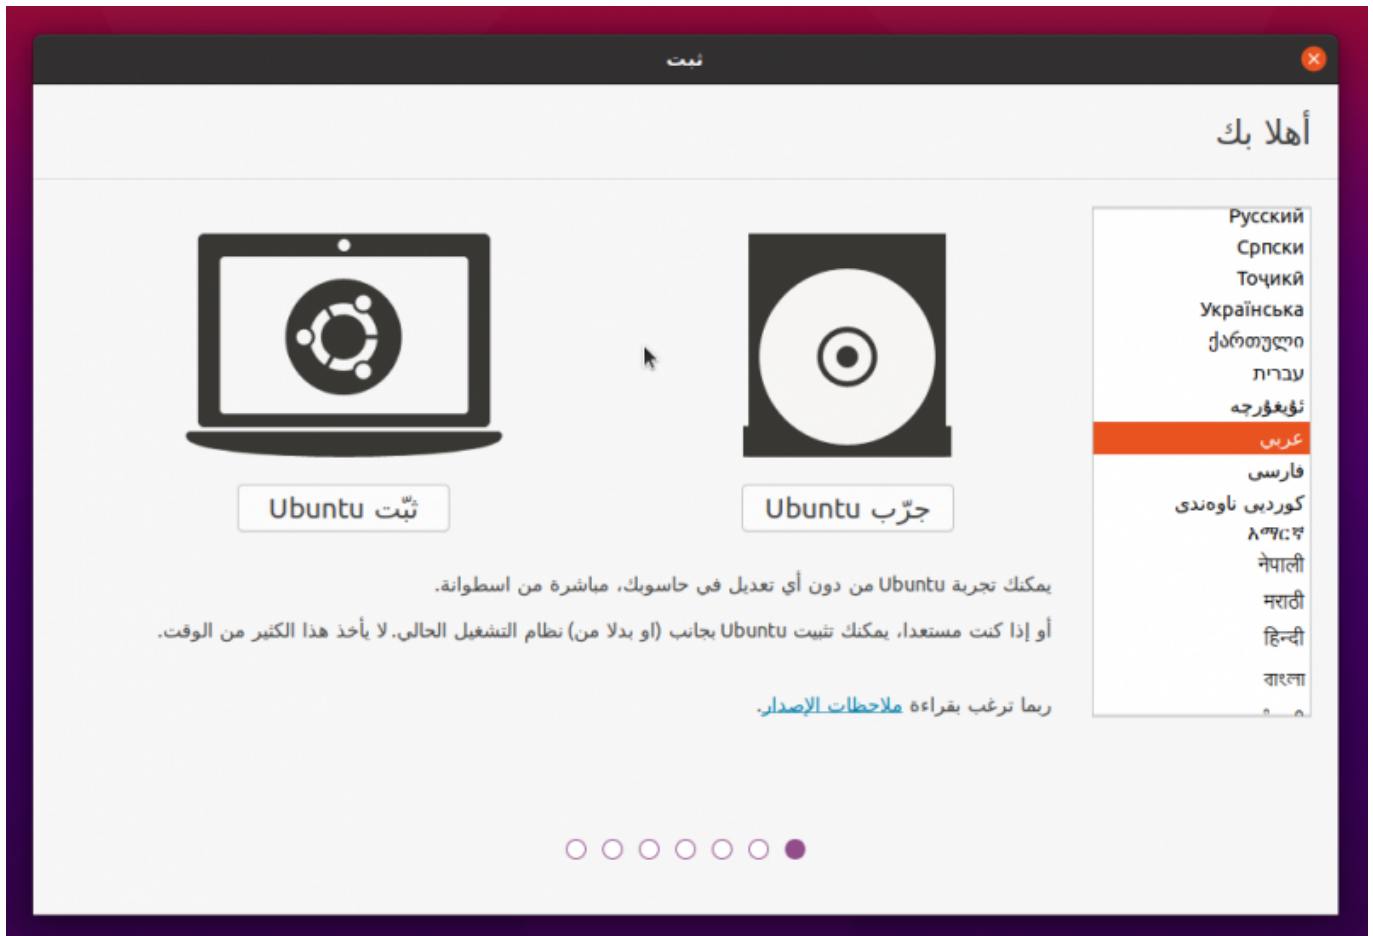 ثبت
أهلا بك
Русский
Српски
Тоҷикӣ
Українська
ქართული
עברית
ئۇيغۇرچە
عربي
فارسی
كوردیی ناوەندی
አማርኛ
नेपाली
मराठी
हिन्दी
বাংলা
جرّب Ubuntu
ثبّت Ubuntu
يمكنك تجربة Ubuntu من دون أي تعديل في حاسوبك، مباشرة من اسطوانة.
أو إذا كنت مستعدا، يمكنك تثبيت Ubuntu بجانب (او بدلا من) نظام التشغيل الحالي. لا يأخذ هذا الكثير من الوقت.
ربما ترغب بقراءة ملاحظات الإصدار.